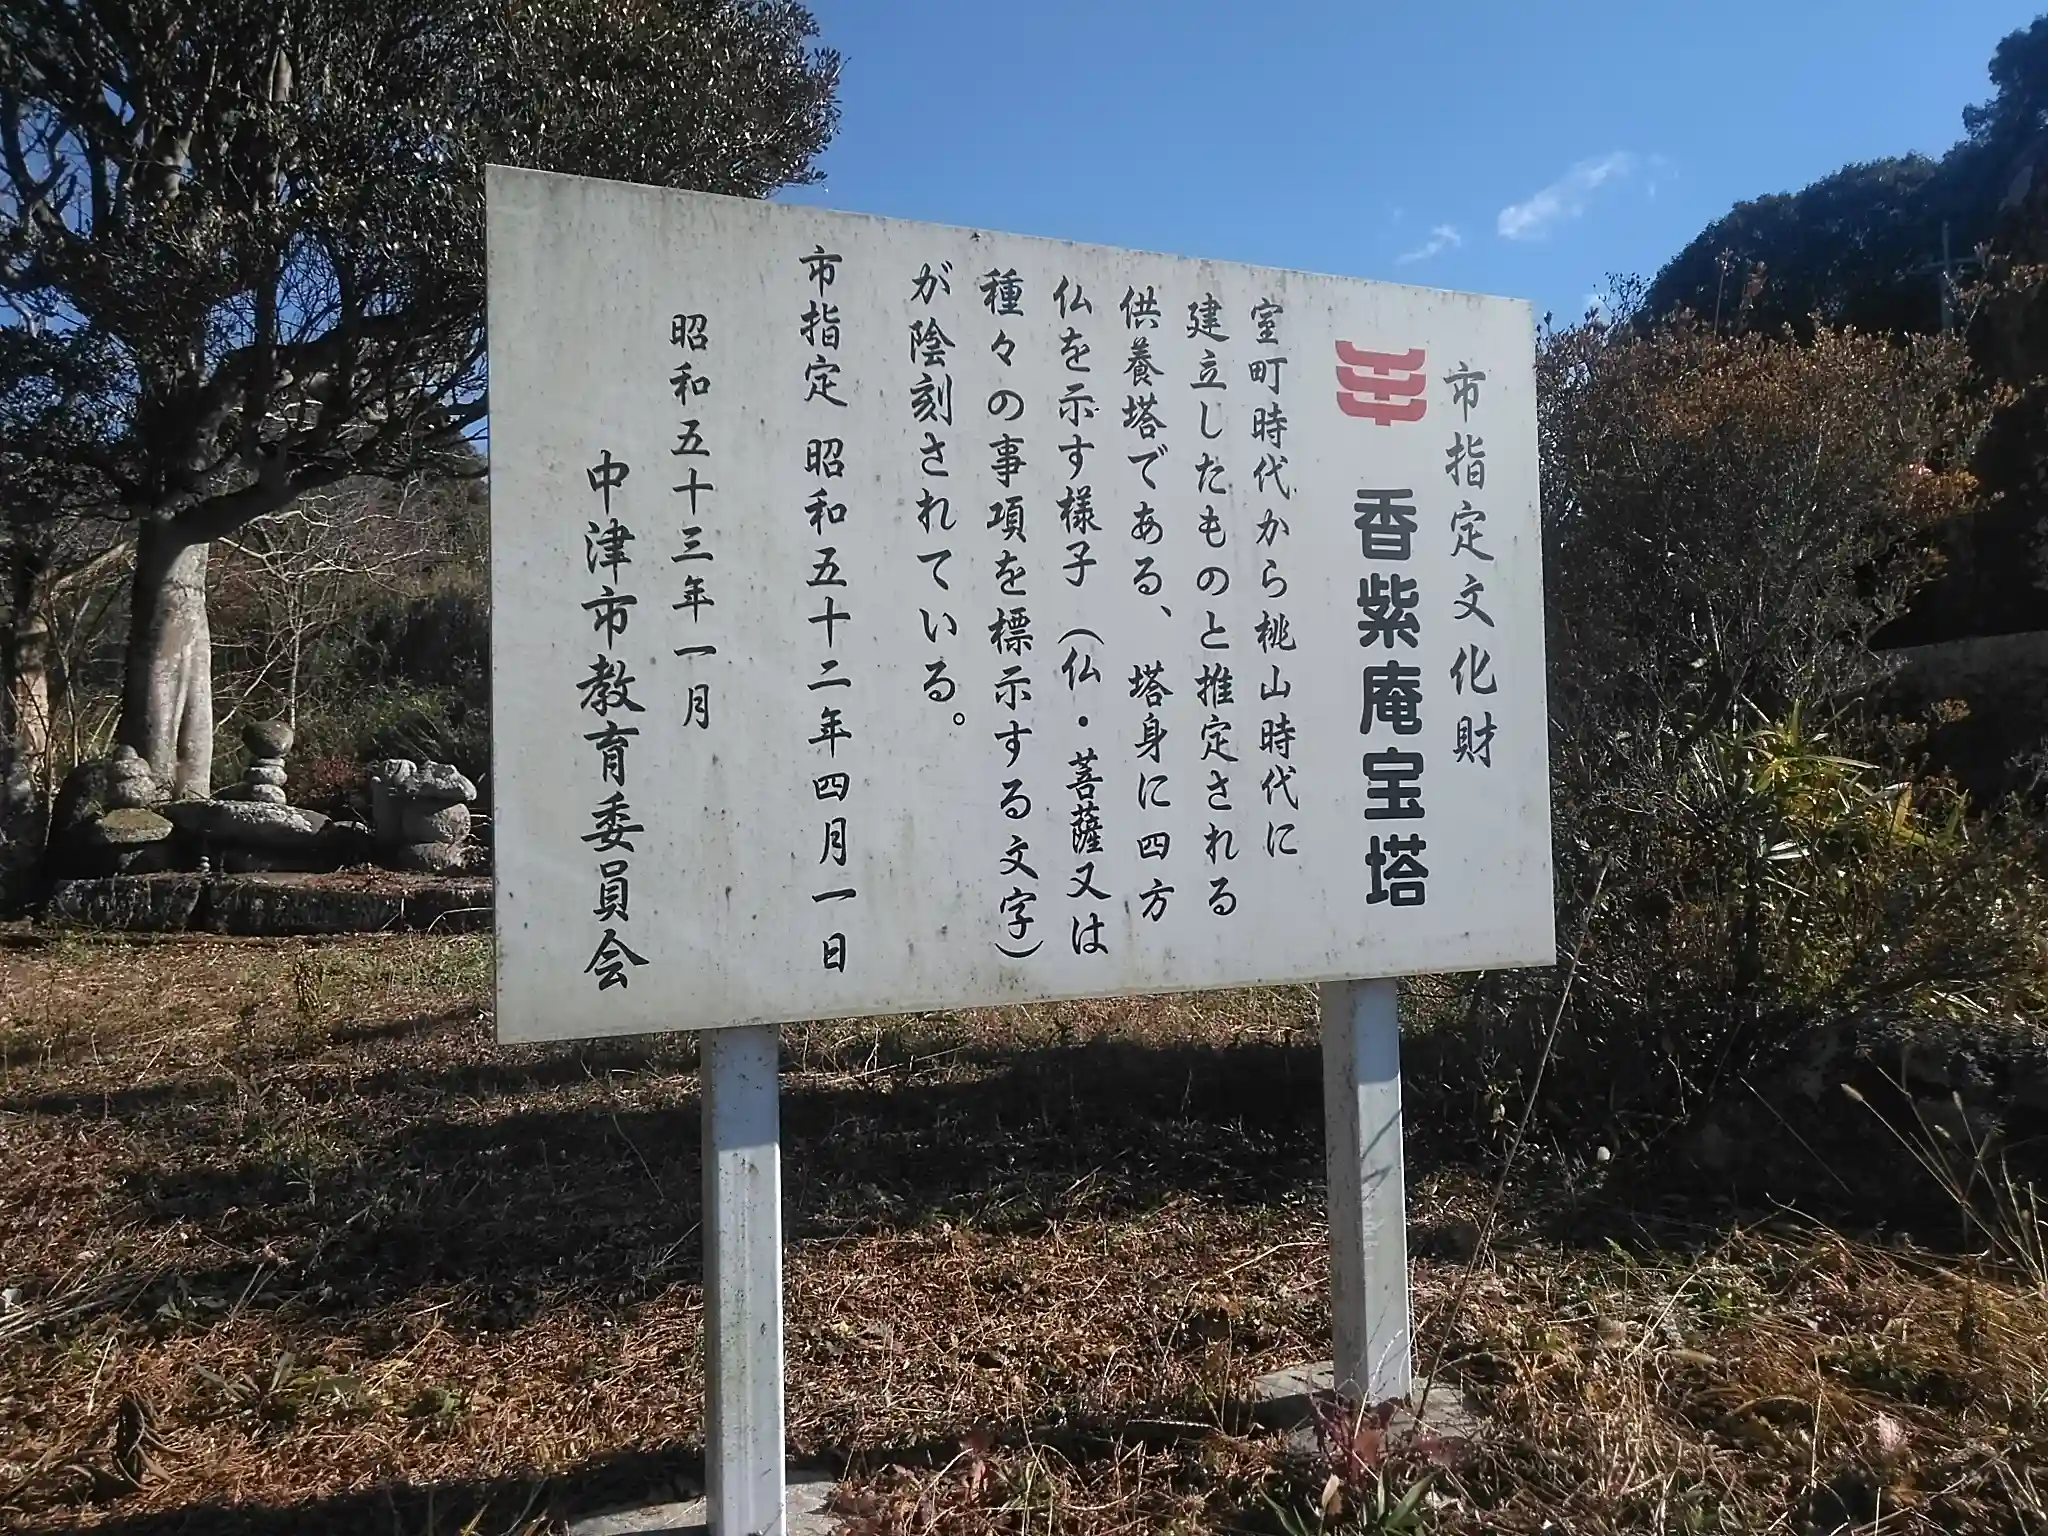 市指定文化財
香紫庵宝塔
室町時代から桃山時代に
建立したものと推定される
供養塔である、塔身に四方
仏を示す様子（仏・菩薩又は
種々の事項を標示する文字）
が陰刻されている。
市指定 昭和五十二年四月一日
昭和五十三年一月
中津市教育委員会